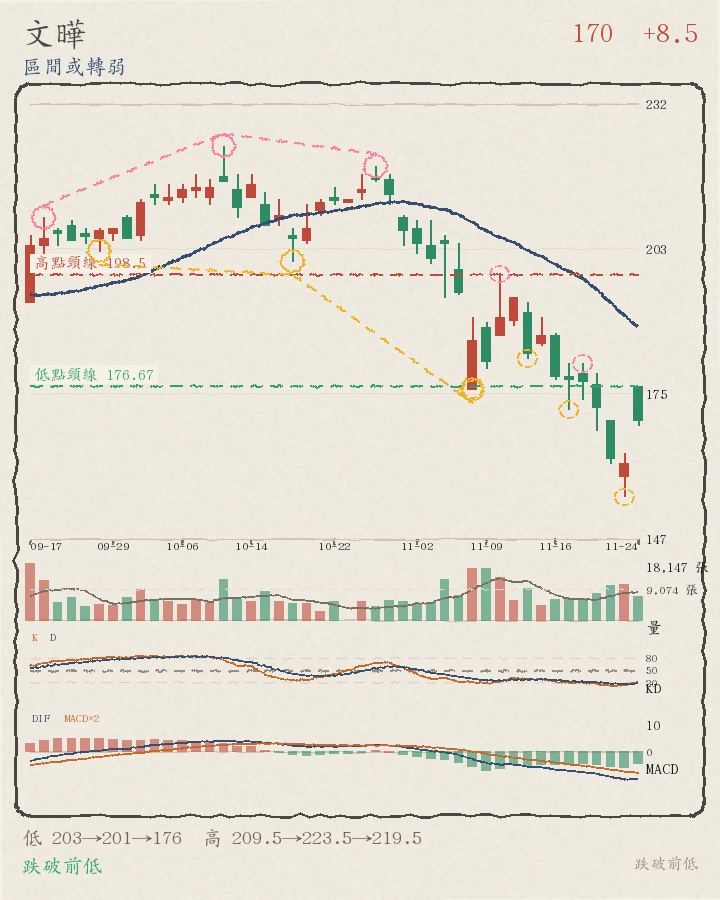 文曄
170 +8.5
區間或轉弱
232
203
高點頸線 198.5
低點頸線 176.67
175
147
09-17 09-29 10-06 10-14 10-22 11-02 11-09 11-16 11-24
18,147 張
9,074 張
量
K D
80
50
20
KD
DIF MACD×2
10
0
MACD
低 203→201→176 高 209.5→223.5→219.5
跌破前低
跌破前低